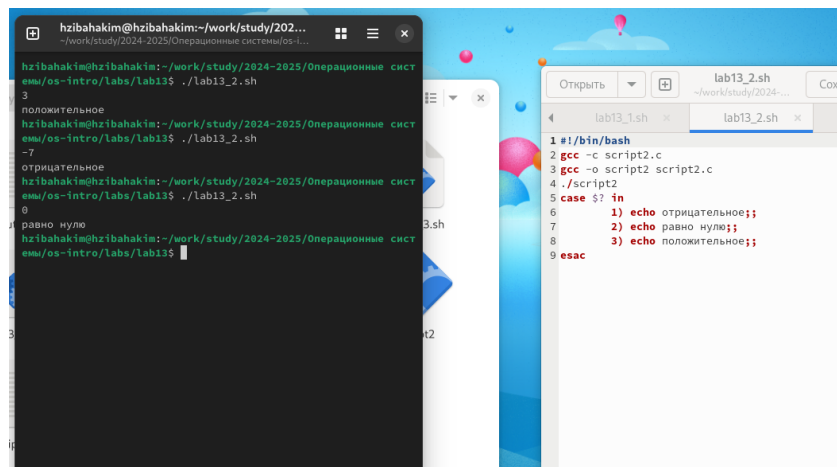 hzibahakim@hzibahakim:~/work/study/202...
~/work/study/2024-2025/Операционные системы/os-i...
hzibahakim@hzibahakim:~/work/study/2024-2025/Операционные сист
емы/os-intro/labs/lab13$ ./lab13_2.sh
3
положительное
hzibahakim@hzibahakim:~/work/study/2024-2025/Операционные сист
емы/os-intro/labs/lab13$ ./lab13_2.sh
-7
отрицательное
hzibahakim@hzibahakim:~/work/study/2024-2025/Операционные сист
емы/os-intro/labs/lab13$ ./lab13_2.sh
0
равно нулю
hzibahakim@hzibahakim:~/work/study/2024-2025/Операционные сист
емы/os-intro/labs/lab13$
3.sh
t2
Открыть
lab13_2.sh
~/work/study/2024-...
Сох
lab13_1.sh
lab13_2.sh
1 #!/bin/bash
2 gcc -c script2.c
3 gcc -o script2 script2.c
4 ./script2
5 case $? in
6 1) echo отрицательное;;
7 2) echo равно нулю;;
8 3) echo положительное;;
9 esac